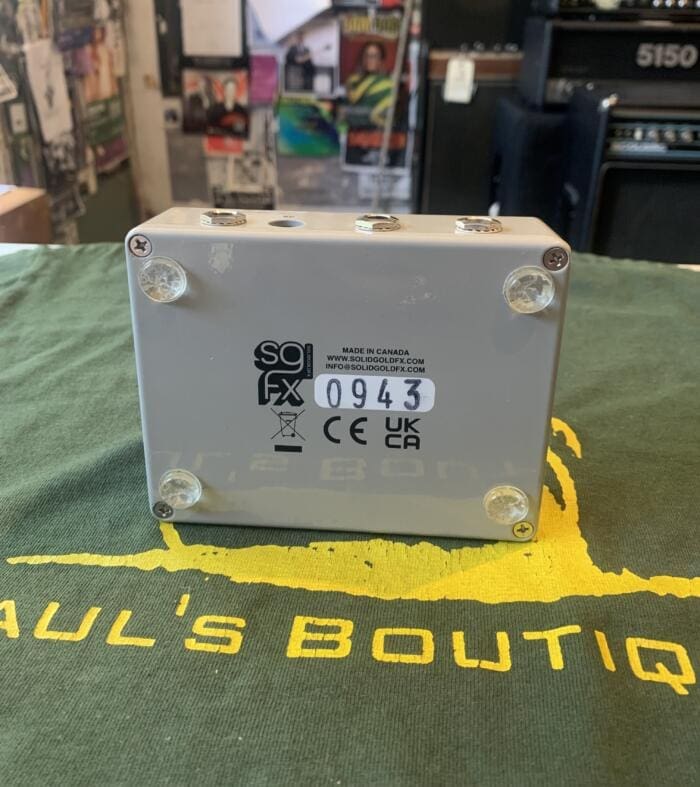 5150
SG
FX
MADE IN CANADA
WWW.SOLIDGOLDFX.COM
INFO@SOLIDGOLDFX.COM
0943
CE
UK
CA
AUL'S BOUTIQ